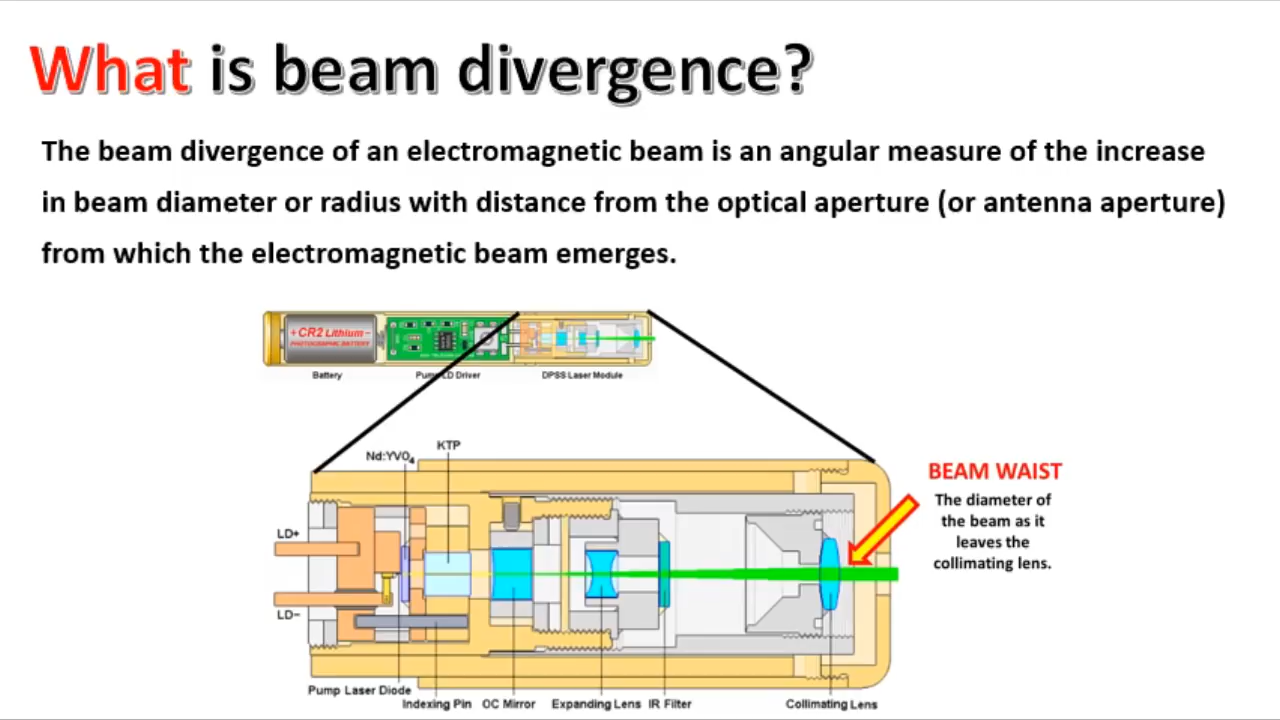 What is beam divergence?
The beam divergence of an electromagnetic beam is an angular measure of the increase
in beam diameter or radius with distance from the optical aperture (or antenna aperture)
from which the electromagnetic beam emerges.
+CR2 Lithium−
PHOTOGRAPHIC BATTERY
Battery
Pump LD Driver
DPSS Laser Module
KTP
Nd:YVO4
LD+
LD−
BEAM WAIST
The diameter of
the beam as it
leaves the
collimating lens.
Pump Laser Diode
Indexing Pin
OC Mirror
Expanding Lens
IR Filter
Collimating Lens